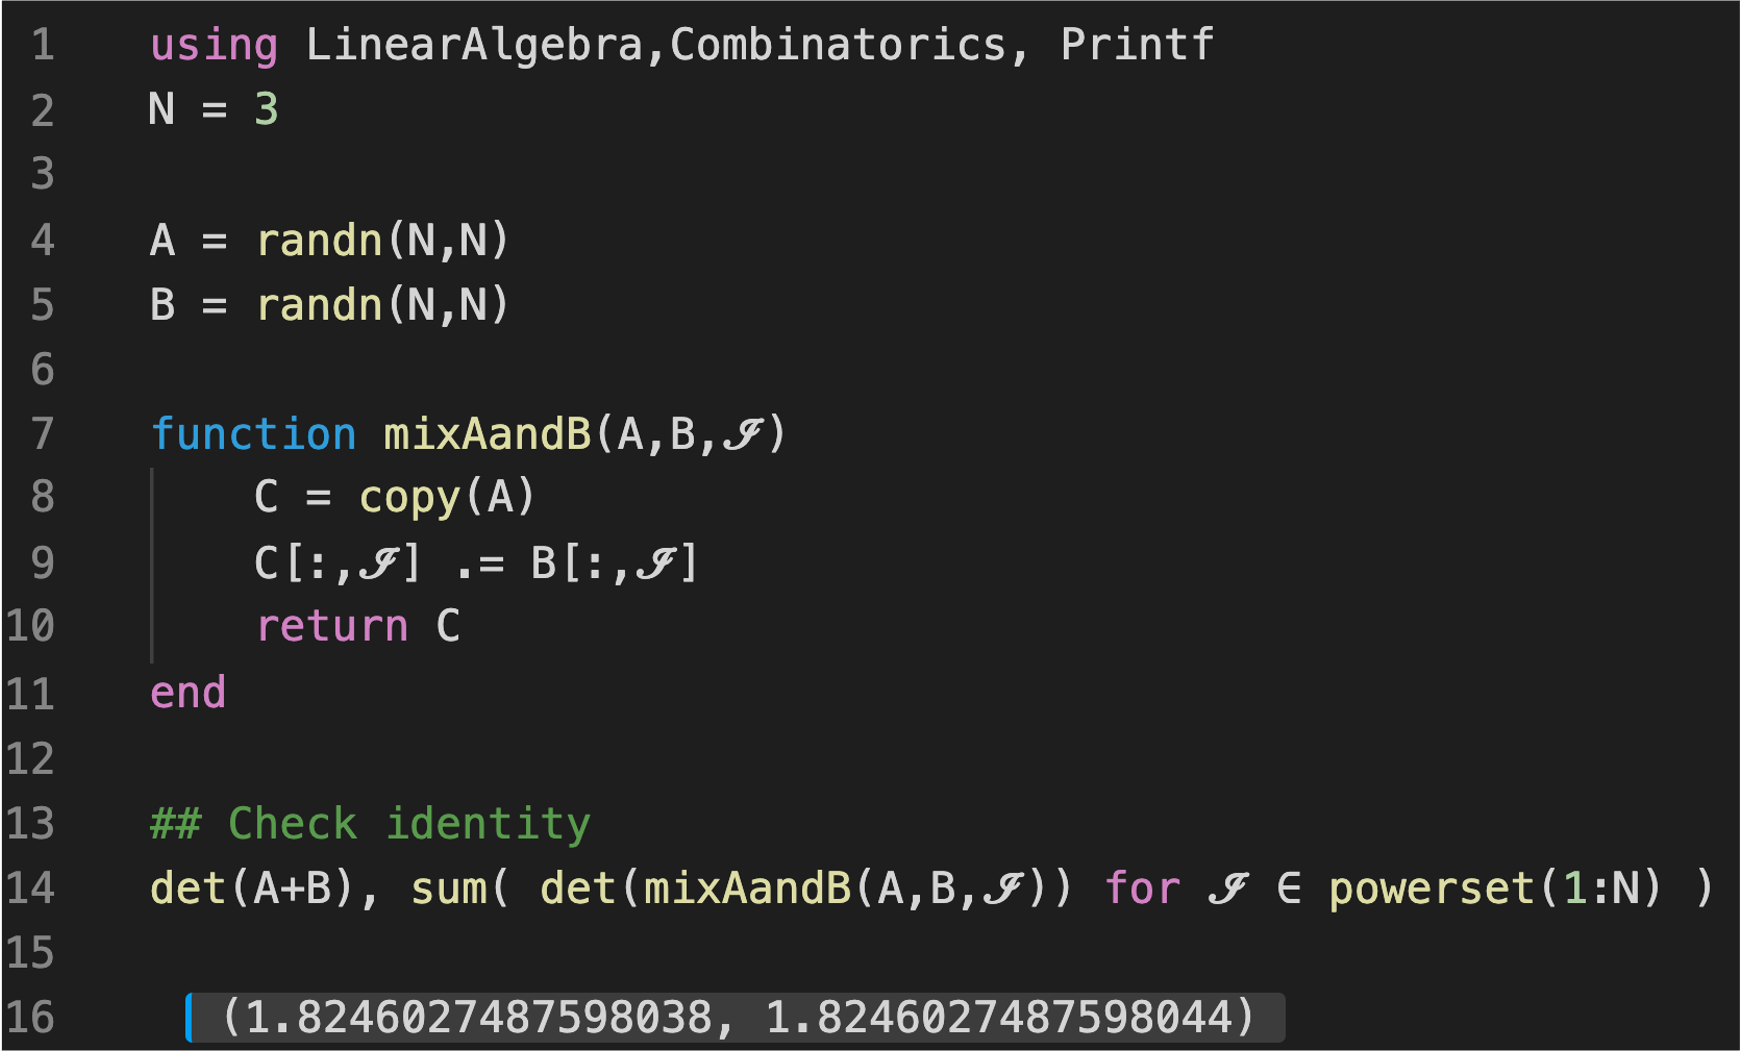 1 using LinearAlgebra,Combinatorics, Printf
2 N = 3
3
4 A = randn(N,N)
5 B = randn(N,N)
6
7 function mixAandB(A,B,ℐ)
8 C = copy(A)
9 C[:,ℐ] .= B[:,ℐ]
10 return C
11 end
12
13 ## Check identity
14 det(A+B), sum( det(mixAandB(A,B,ℐ)) for ℐ ∈ powerset(1:N) )
15
16 (1.8246027487598038, 1.8246027487598044)